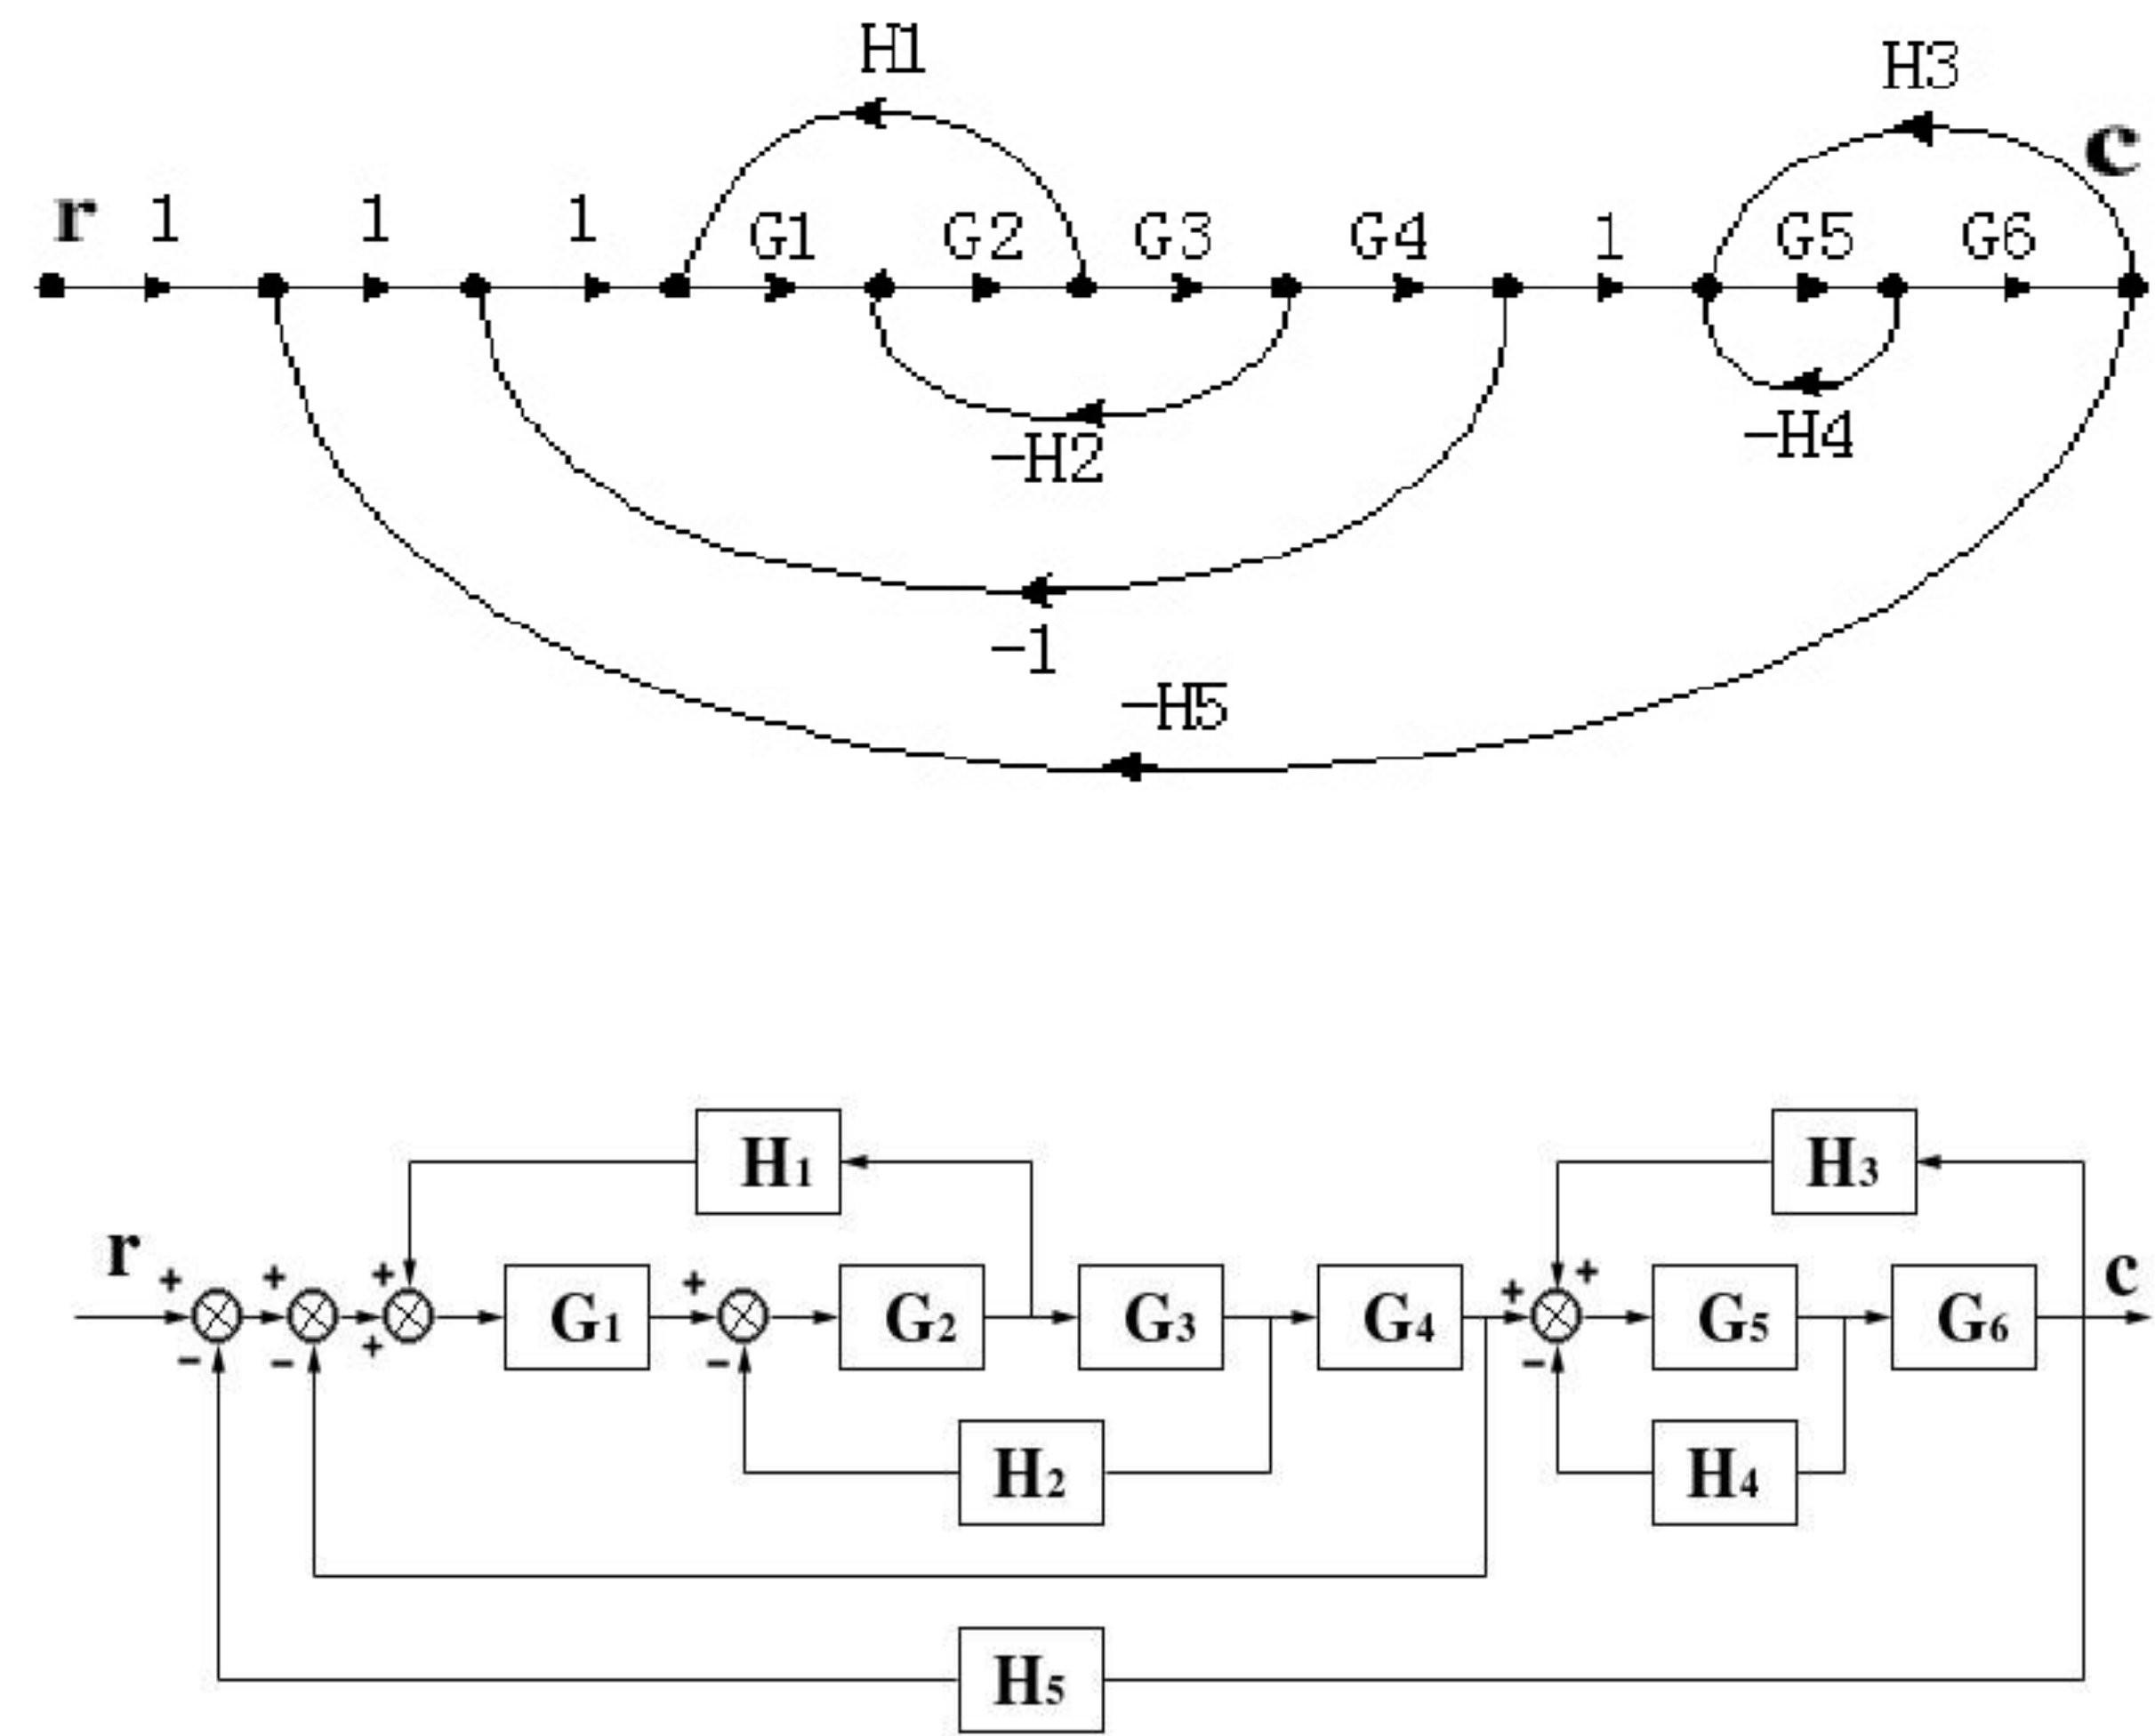 H1
H3
c
r 1 1 1 G1 G2 G3 G4 1 G5 G6
-H2
-H4
-1
-H5
H1
H3
r + + + + + + c
G1 G2 G3 G4 G5 G6
- - + - -
H2
H4
H5